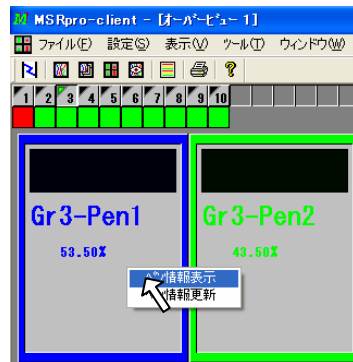 MSRpro-client - [オーバービュー 1]
ファイル(F) 設定(S) 表示(V) ツール(T) ウィンドウ(W)
1 2 3 4 5 6 7 8 9 10
Gr3-Pen1 Gr3-Pen2
53.50% 43.50%
ペン情報表示
情報更新